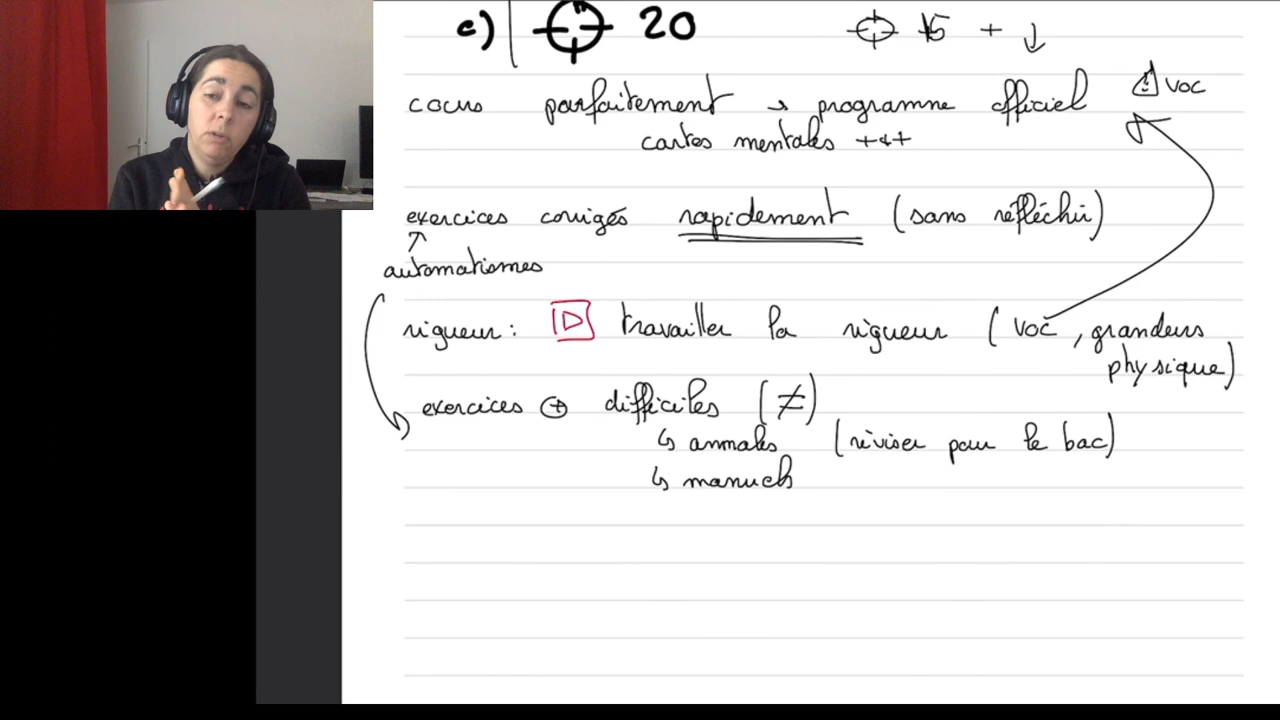 c) 20 15 + ↓
cours parfaitement → programme officiel voc
cartes mentales +++
exercices corrigés rapidement (sans réfléchir)
automatismes
rigueur : travailler la rigueur (voc, grandeurs
physique)
exercices ⊕ difficiles (≠)
↳ annales (réviser pour le bac)
↳ manuels